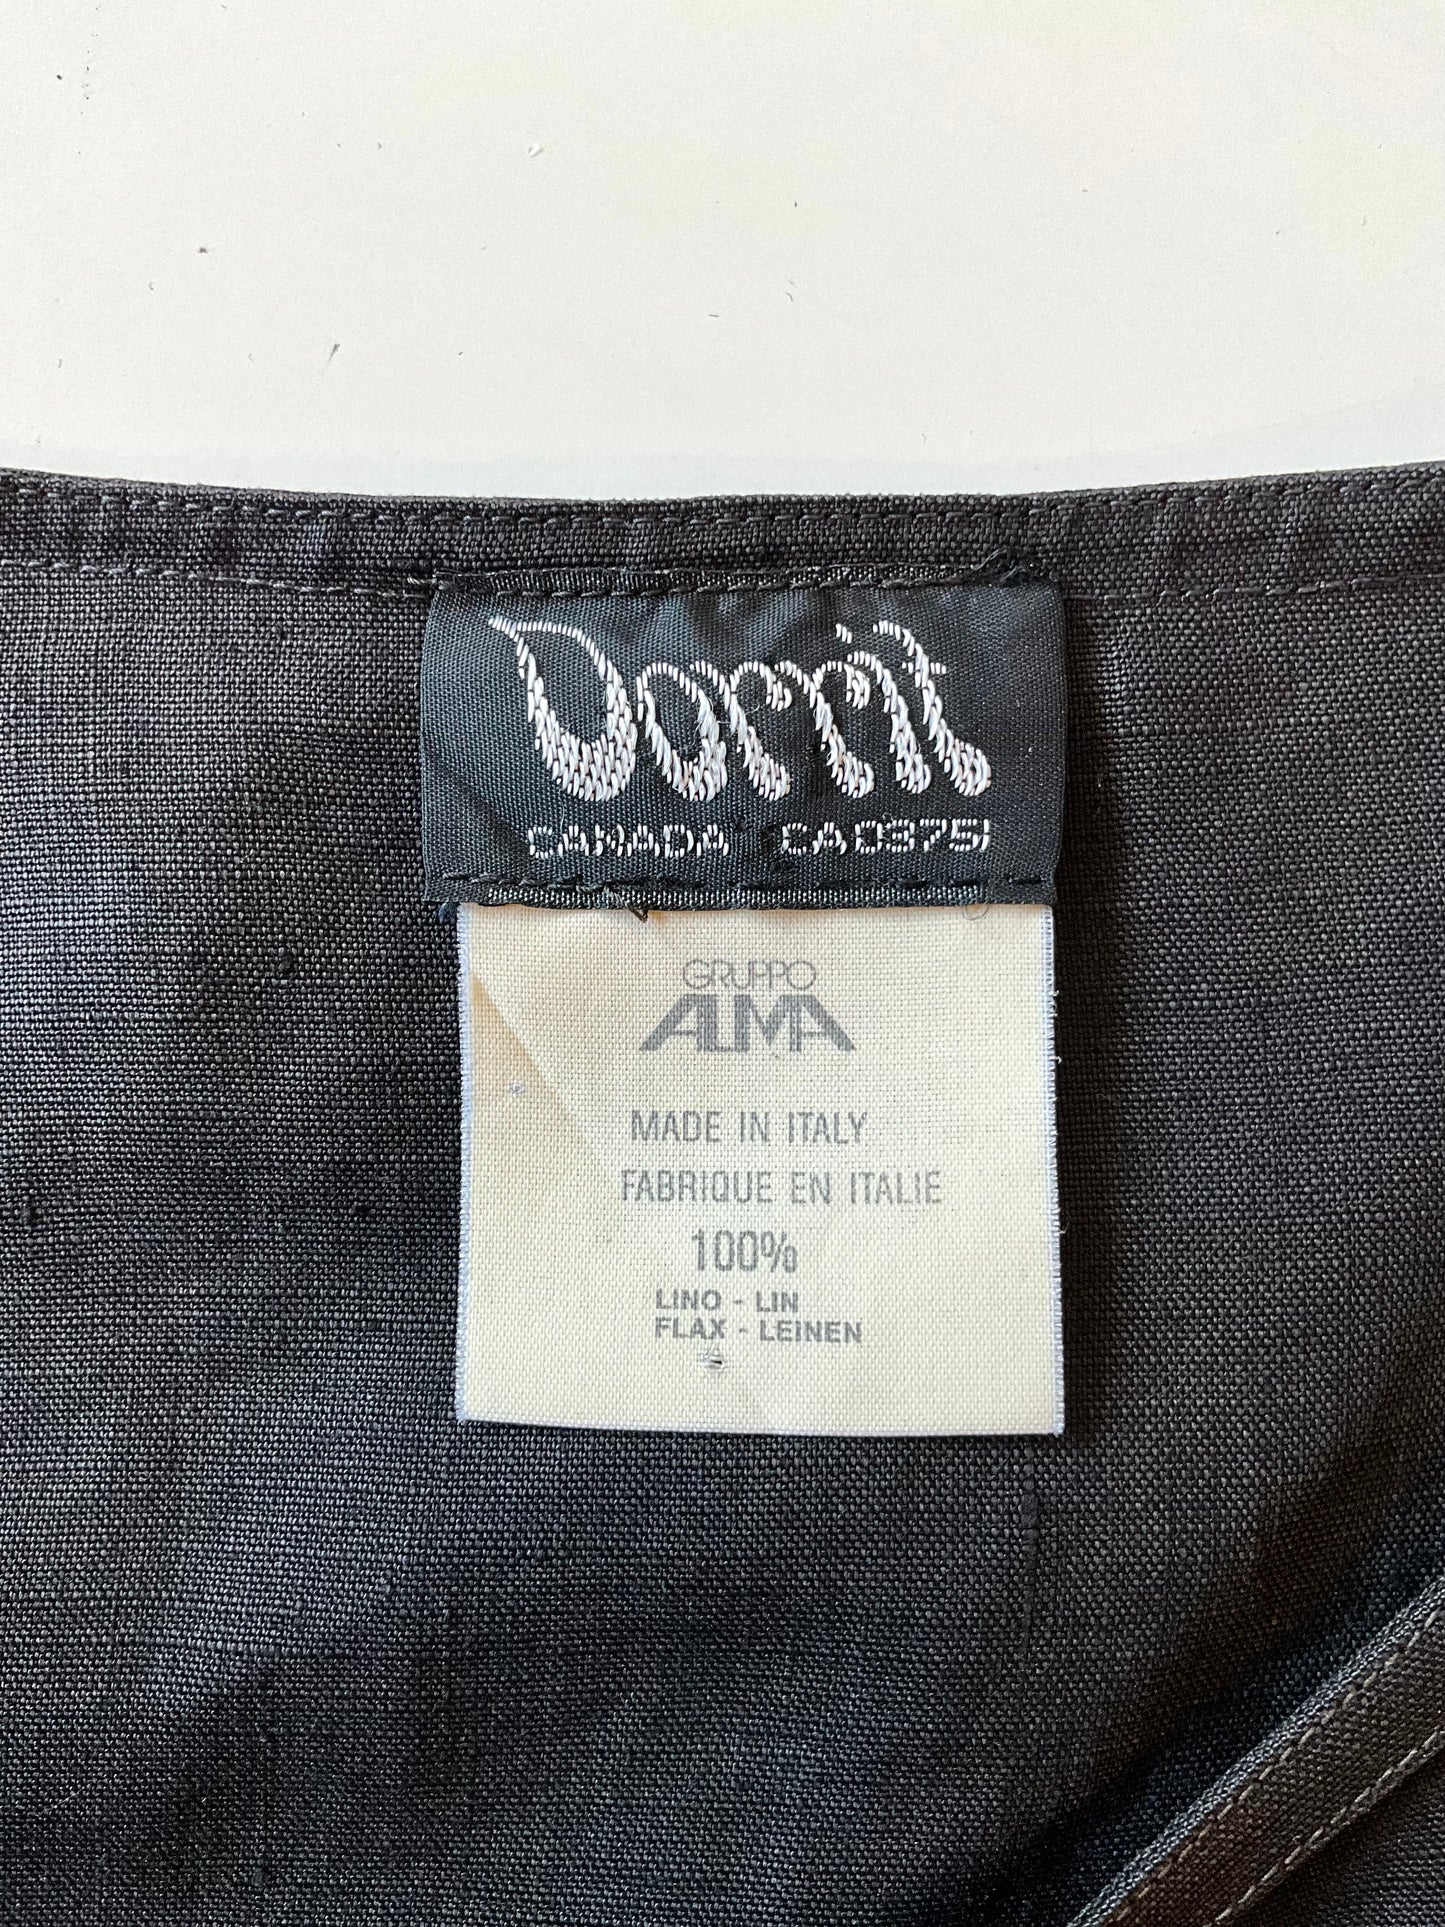 Dorrit
CANADA CA03751
GRUPPO
ALMA
MADE IN ITALY
FABRIQUE EN ITALIE
100%
LINO - LIN
FLAX - LEINEN